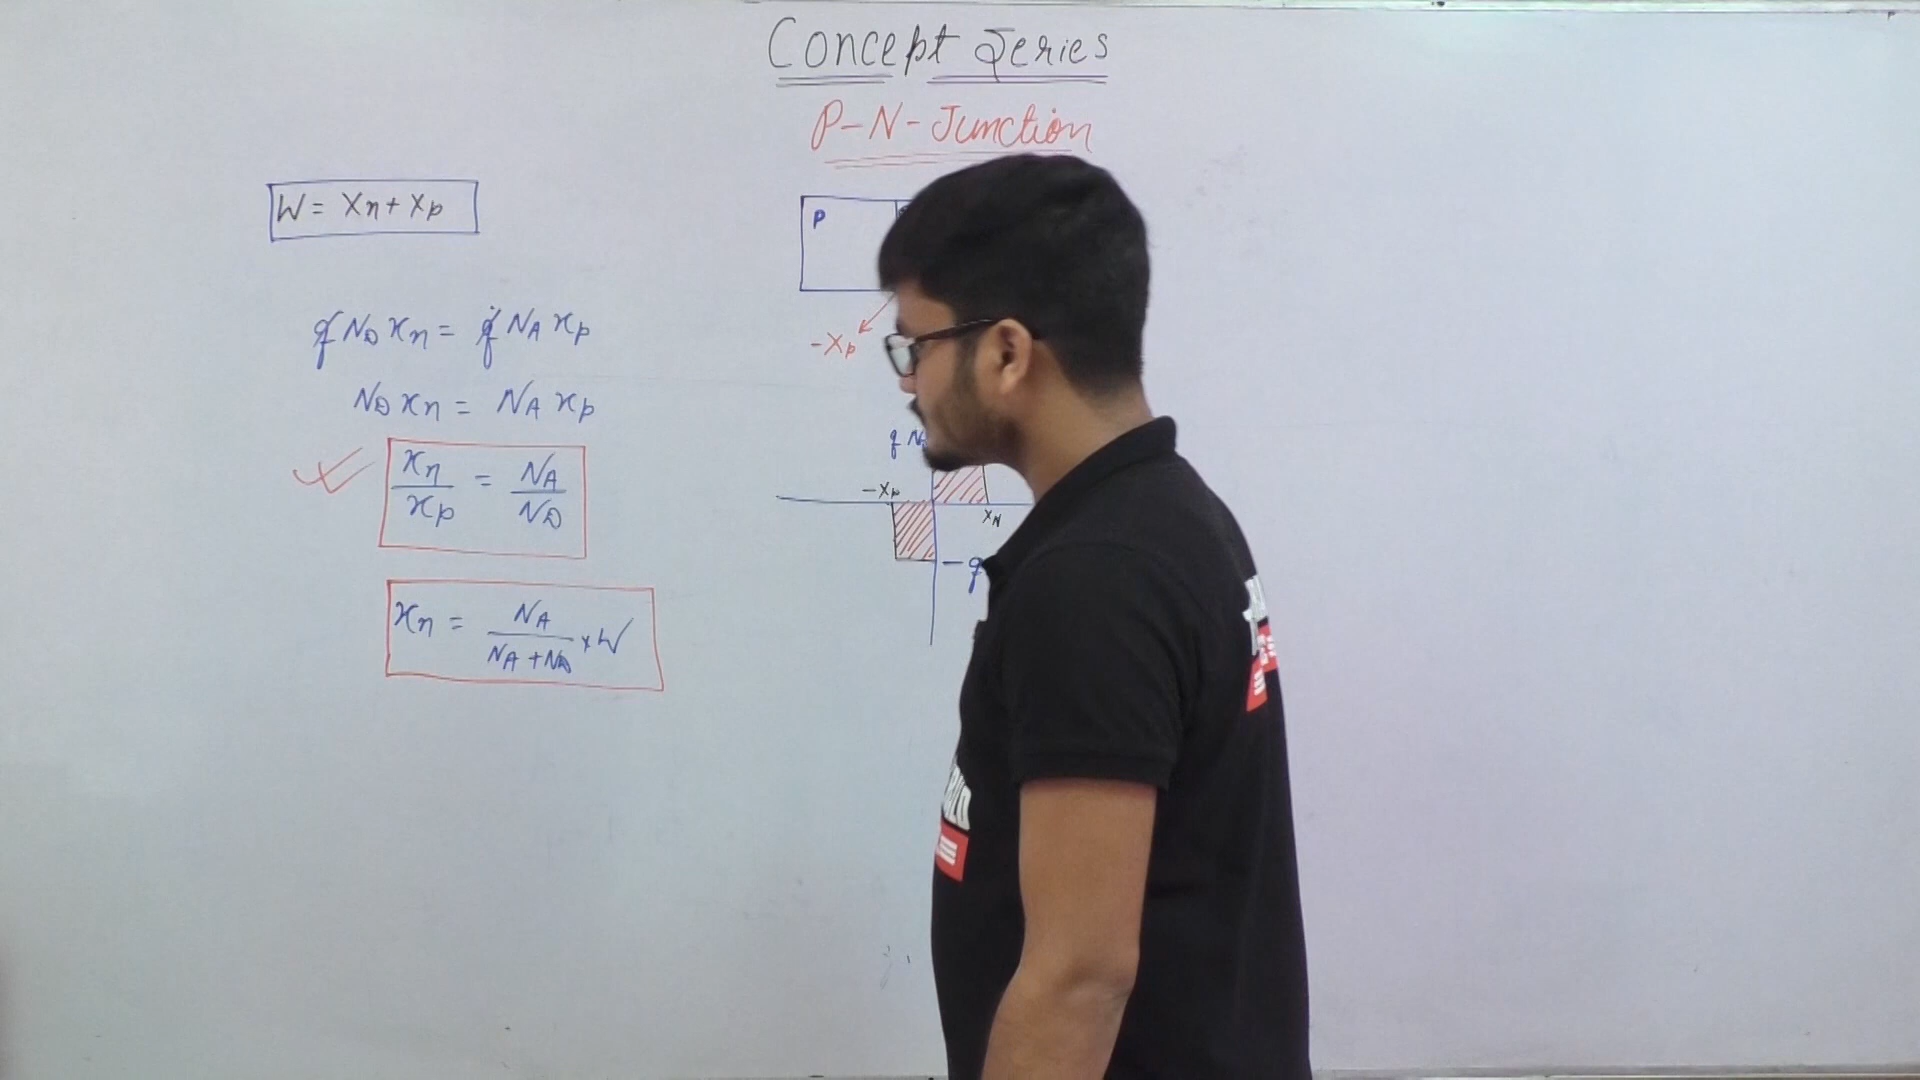 Concept Series
P-N-Junction
W = Xn + Xp
P
q ND xn = q NA xp
-Xp
ND xn = NA xp
q N
xn / xp = NA / ND
-Xp
XN
- q
xn = NA / NA + ND × W